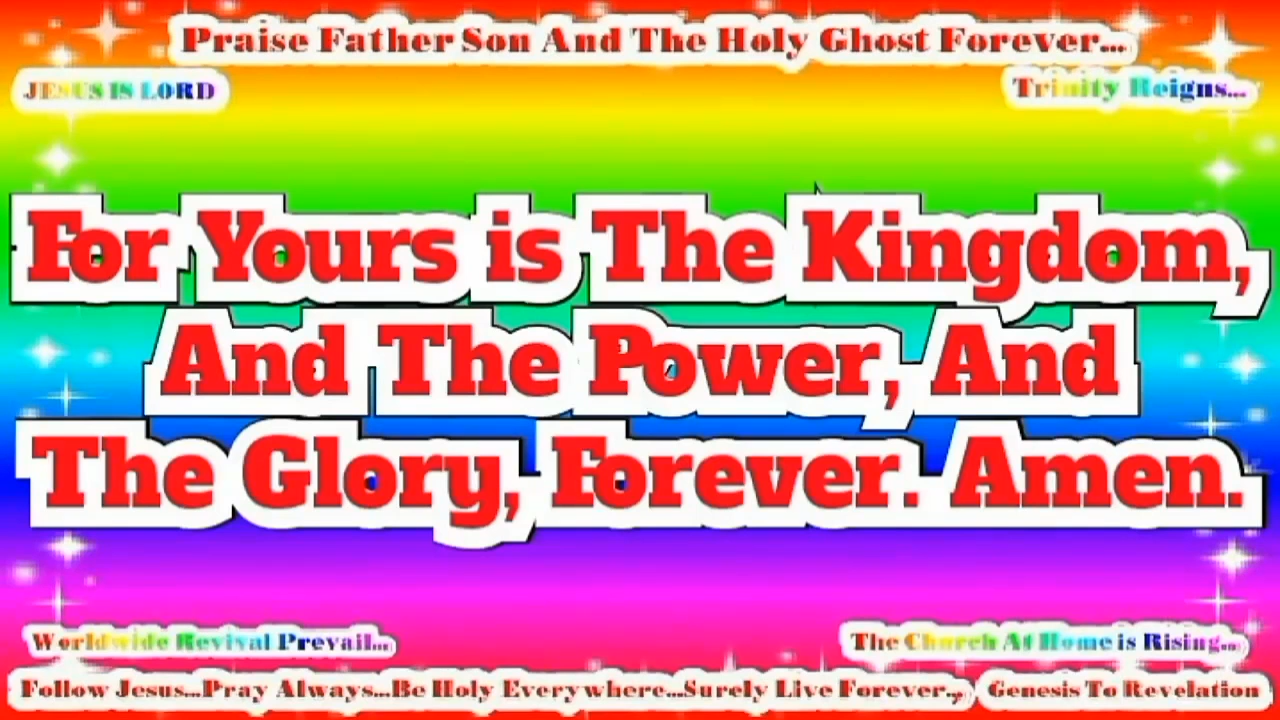 Praise Father Son And The Holy Ghost Forever...
JESUS IS LORD
Trinity Reigns...
For Yours is The Kingdom,
And The Power, And
The Glory, Forever. Amen.
Worldwide Revival Prevail...
The Church At Home is Rising...
Follow Jesus...Pray Always...Be Holy Everywhere...Surely Live Forever.., Genesis To Revelation